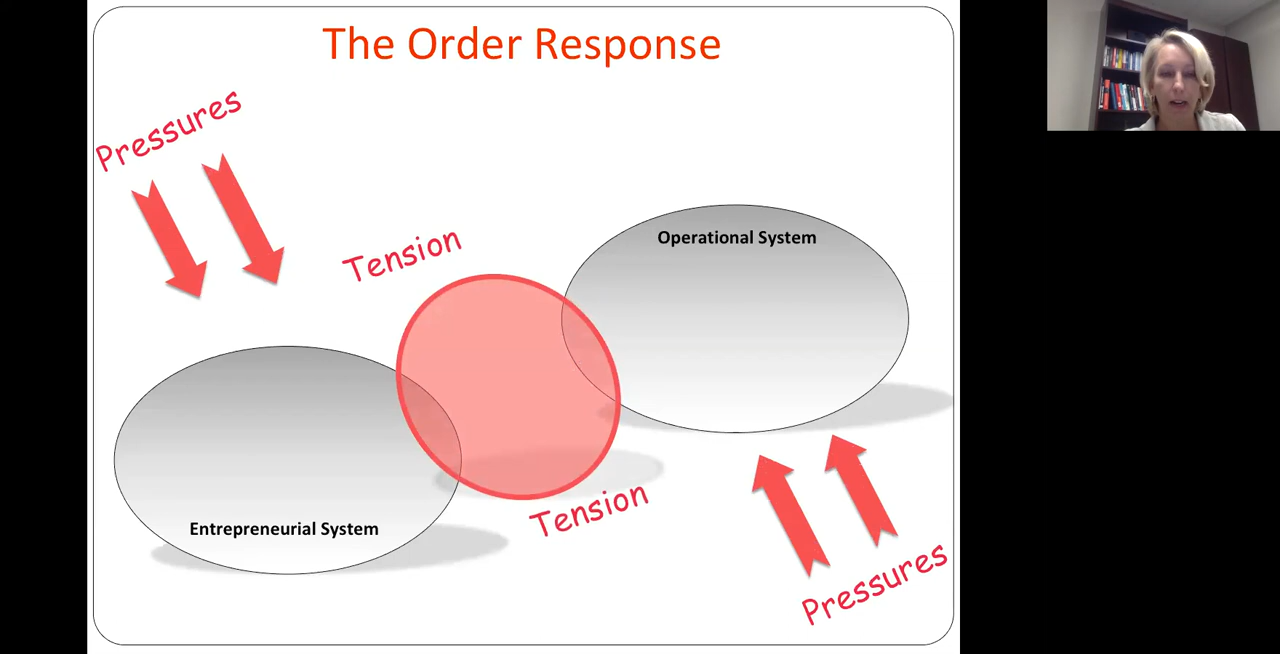 The Order Response
Pressures
Tension
Operational System
Tension
Entrepreneurial System
Pressures